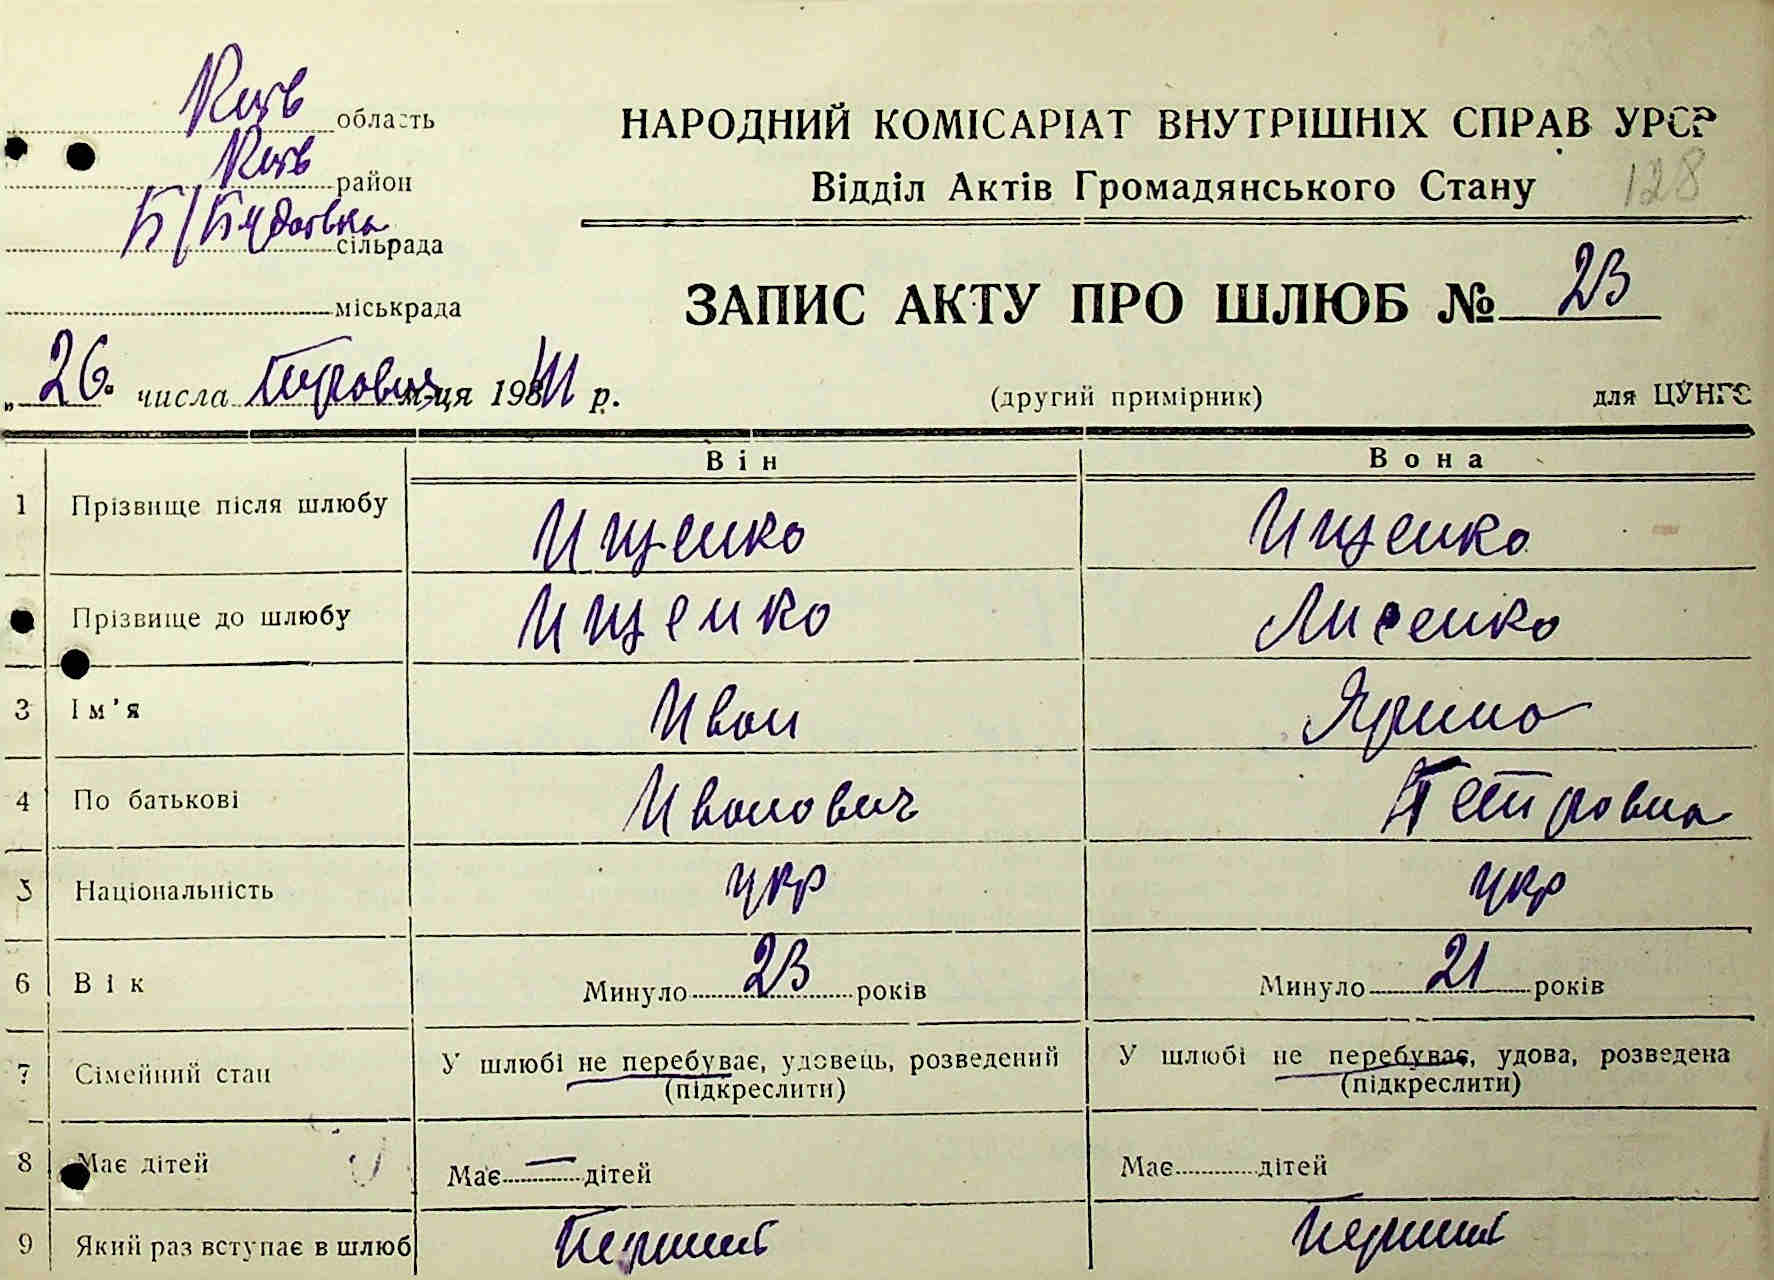 Київ область
Київ район
Б/Будаївка сільрада
міськрада
НАРОДНИЙ КОМІСАРІАТ ВНУТРІШНІХ СПРАВ УРСР
Відділ Актів Громадянського Стану 128
ЗАПИС АКТУ ПРО ШЛЮБ № 23
„26" числа м-ця 19 р.
(другий примірник) для ЦУНГО
Він Вона
1 Прізвище після шлюбу Ищенко Ищенко
Прізвище до шлюбу Ищенко Лисенко
3 Ім'я Иван Ярина
4 По батькові Иванович Петровна
5 Національність укр укр
6 Вік Минуло 23 років Минуло 21 років
7 Сімейний стан У шлюбі не перебуває, удовець, розведений У шлюбі не перебуває, удова, розведена
(підкреслити) (підкреслити)
8 Має дітей Має — дітей Має дітей
9 Який раз вступає в шлюб Перший Перший